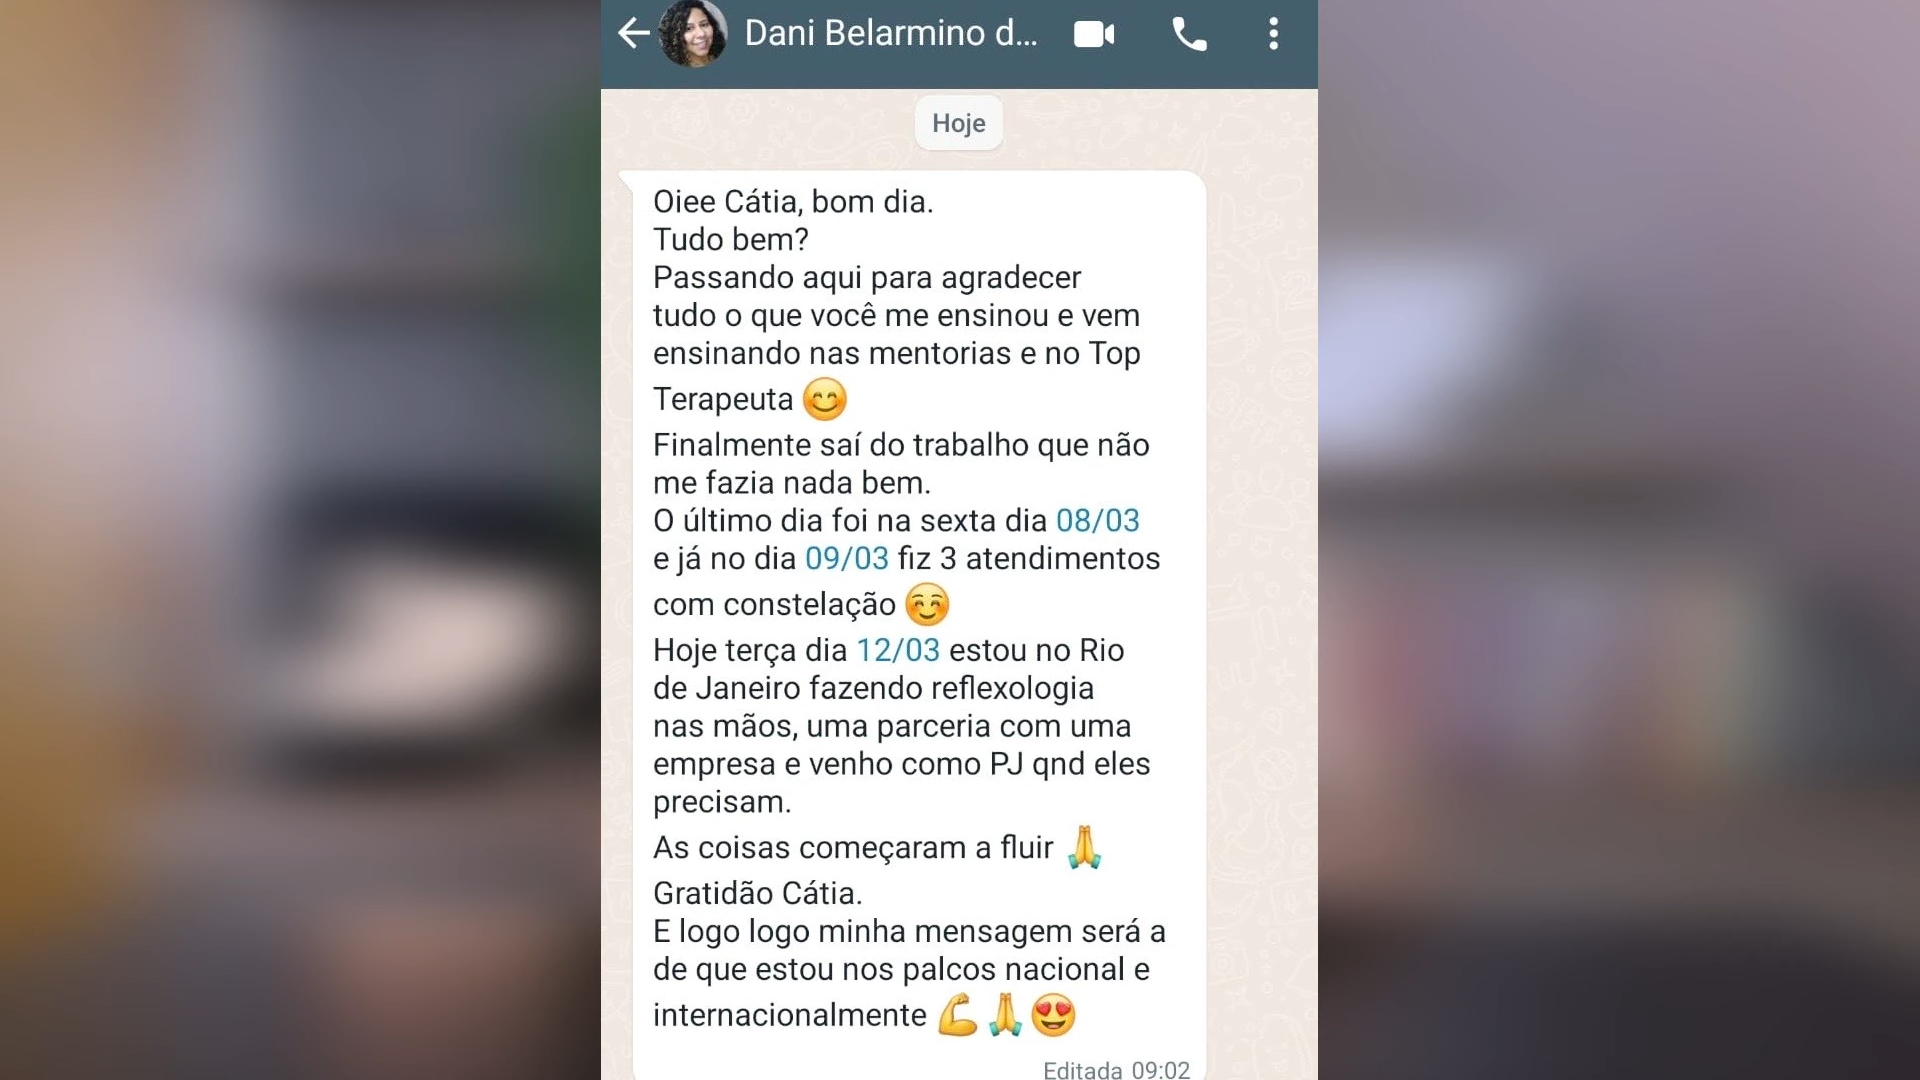 Dani Belarmino d...
Hoje
Oiee Cátia, bom dia.
Tudo bem?
Passando aqui para agradecer
tudo o que você me ensinou e vem
ensinando nas mentorias e no Top
Terapeuta 😊
Finalmente saí do trabalho que não
me fazia nada bem.
O último dia foi na sexta dia 08/03
e já no dia 09/03 fiz 3 atendimentos
com constelação ☺️
Hoje terça dia 12/03 estou no Rio
de Janeiro fazendo reflexologia
nas mãos, uma parceria com uma
empresa e venho como PJ qnd eles
precisam.
As coisas começaram a fluir 🙏
Gratidão Cátia.
E logo logo minha mensagem será a
de que estou nos palcos nacional e
internacionalmente 💪🙏😍
Editada 09:02